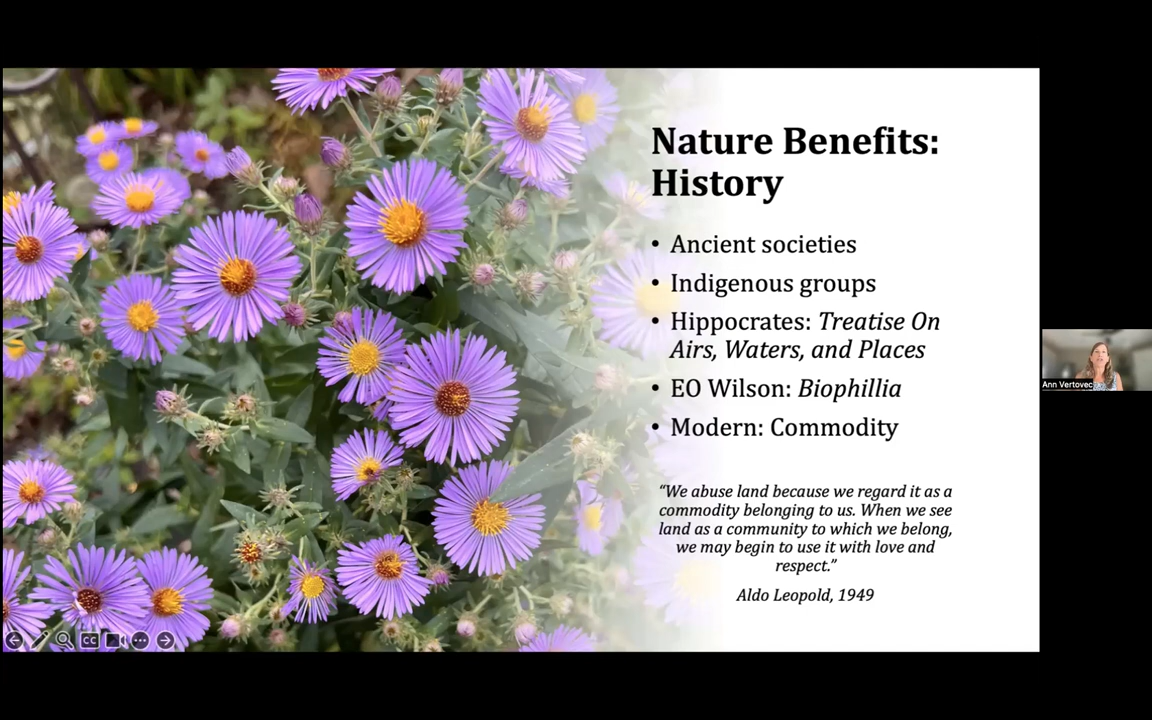 Nature Benefits:
History
• Ancient societies
• Indigenous groups
• Hippocrates: Treatise On
Airs, Waters, and Places
• EO Wilson: Biophillia
• Modern: Commodity
“We abuse land because we regard it as a
commodity belonging to us. When we see
land as a community to which we belong,
we may begin to use it with love and
respect.”
Aldo Leopold, 1949
Ann Vertovec
CC